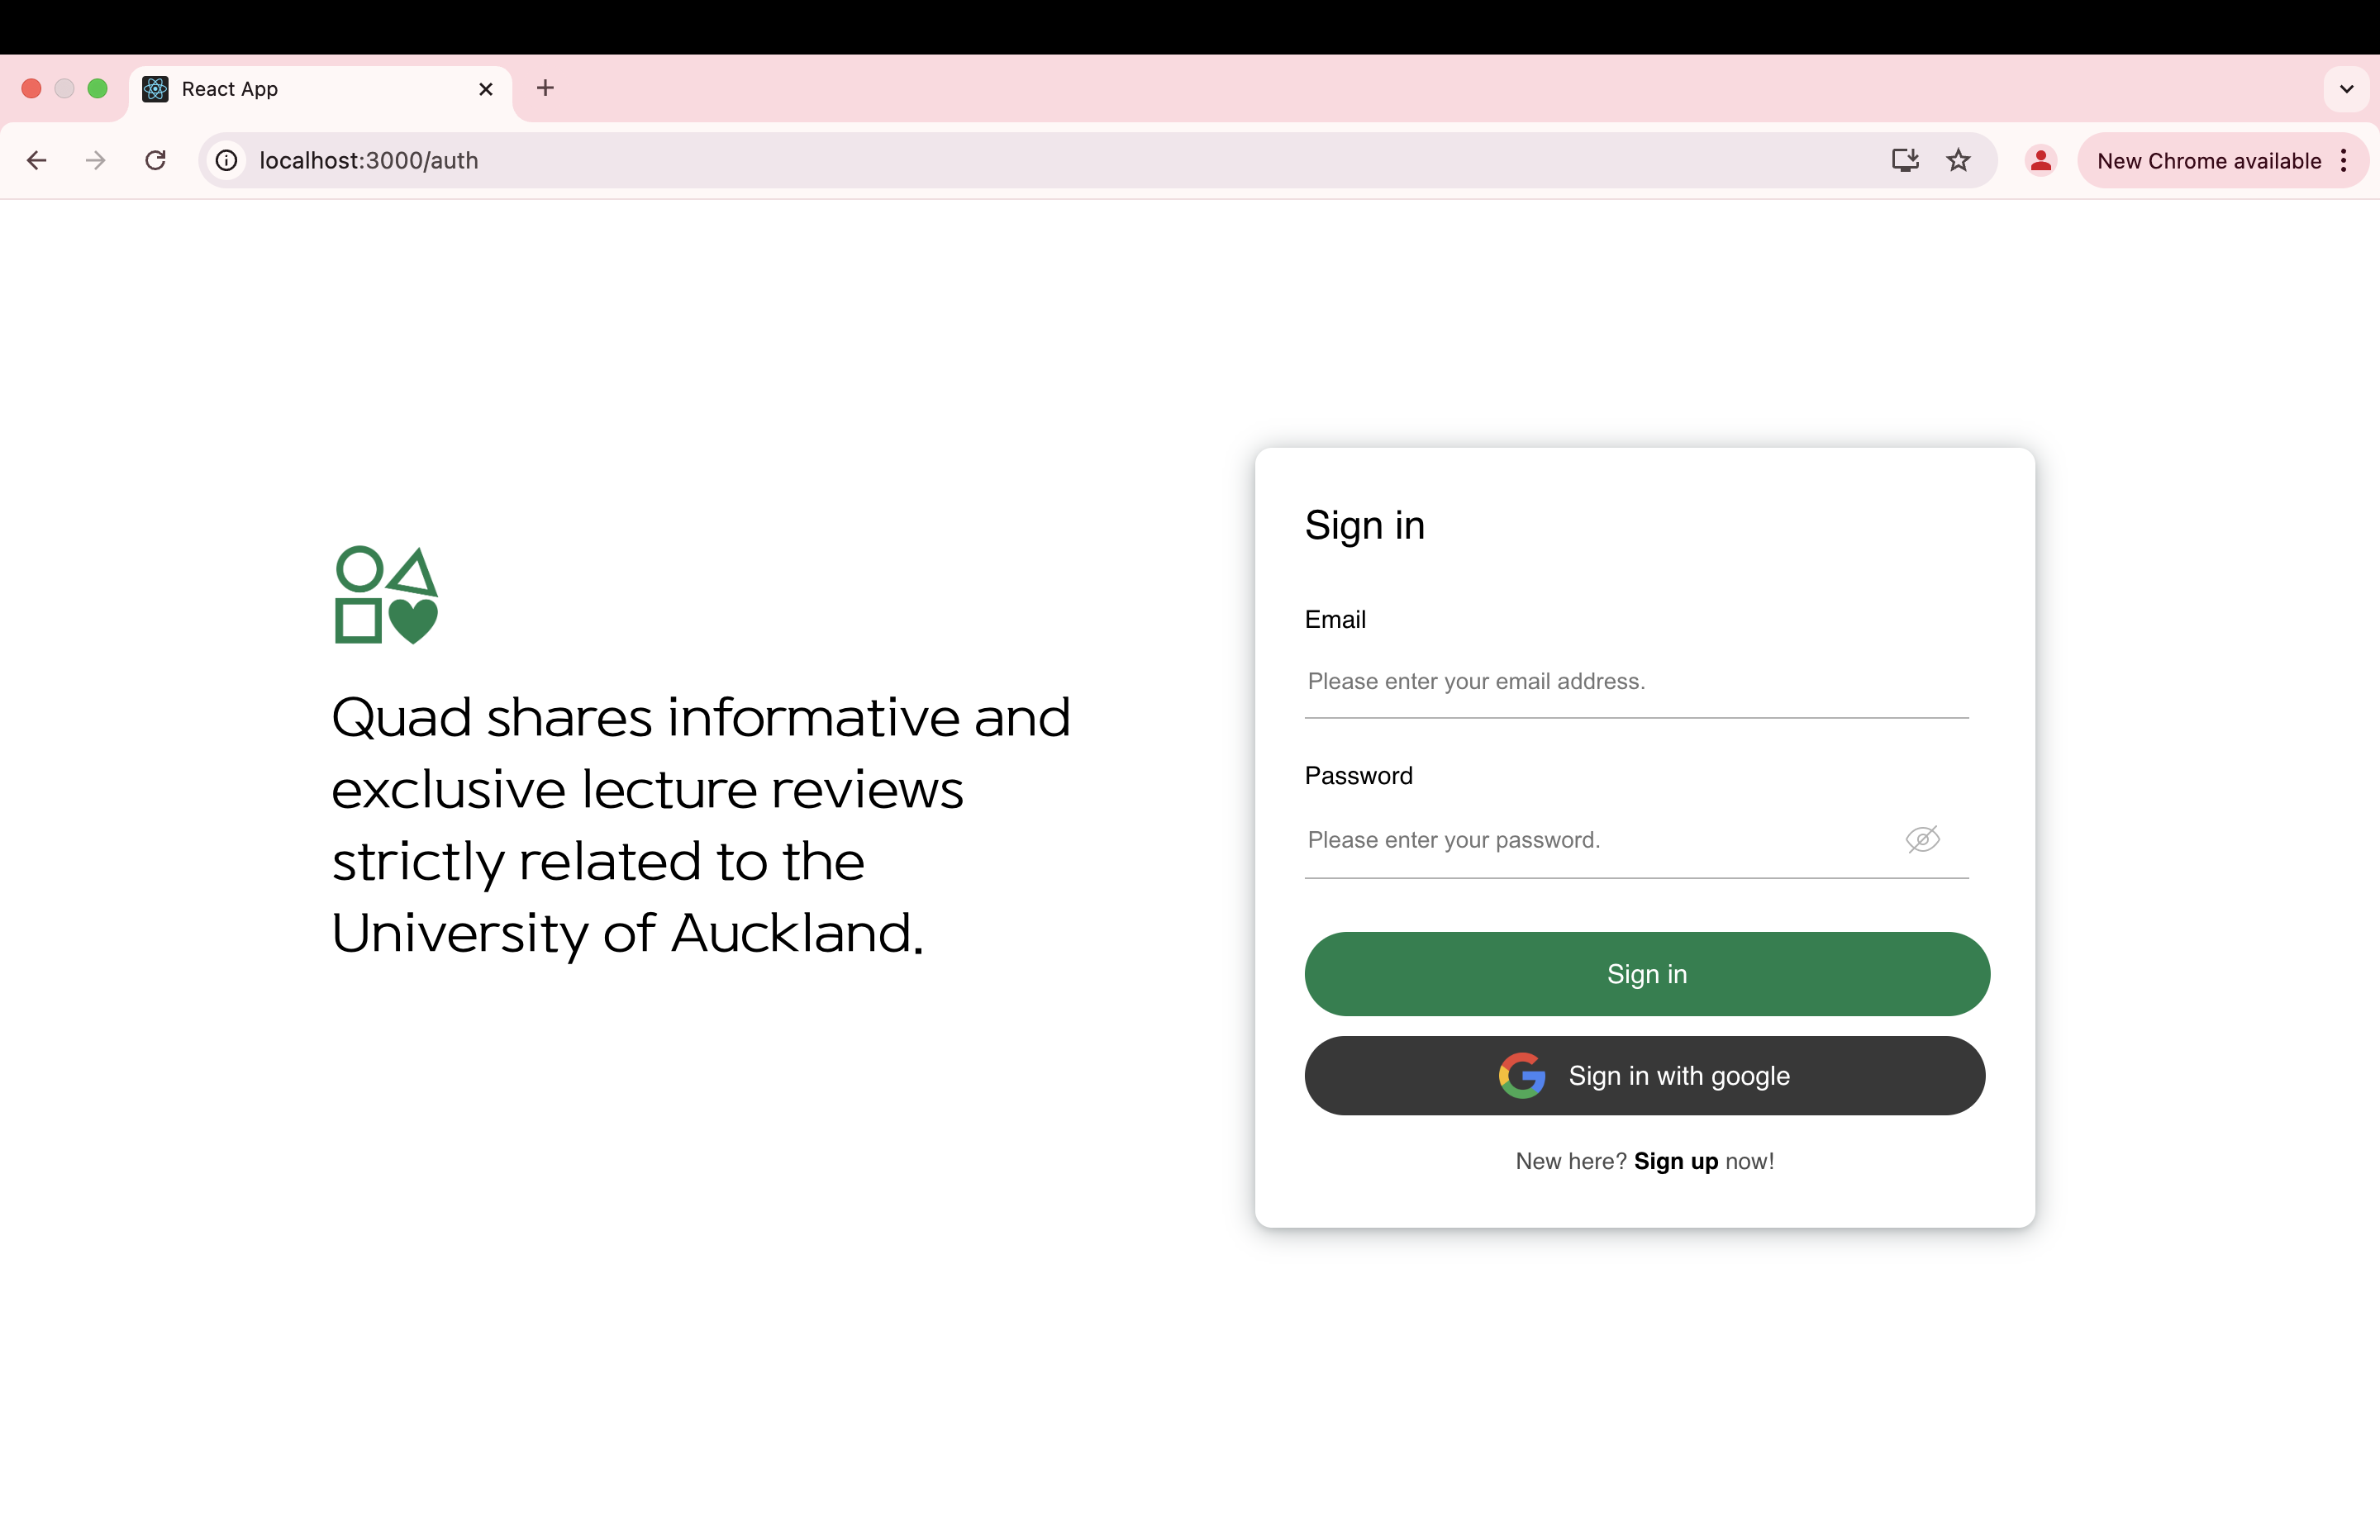 React App
localhost:3000/auth
New Chrome available
Quad shares informative and
exclusive lecture reviews
strictly related to the
University of Auckland.
Sign in
Email
Please enter your email address.
Password
Please enter your password.
Sign in
Sign in with google
New here? Sign up now!